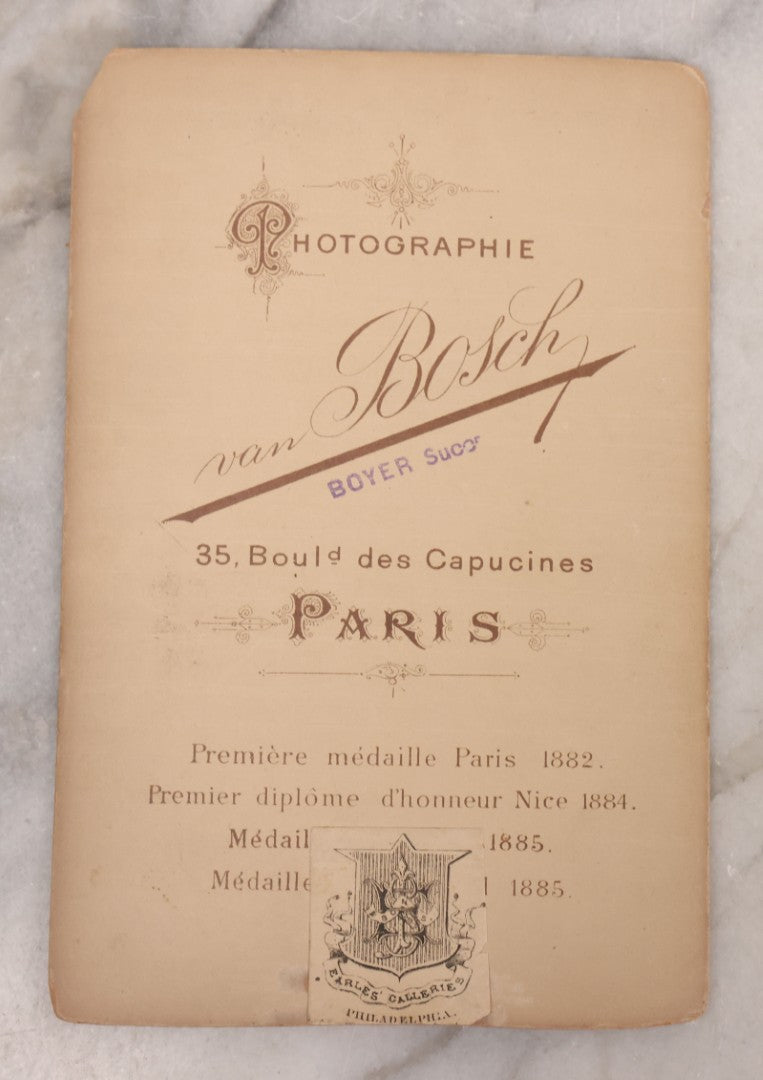 PHOTOGRAPHIE
van Bosch
BOYER Succr
35, Bould des Capucines
PARIS
Première médaille Paris 1882.
Premier diplôme d'honneur Nice 1884.
Médail 1885.
Médaille 1885.
EARLES' GALLERIES
PHILADELPHIA.